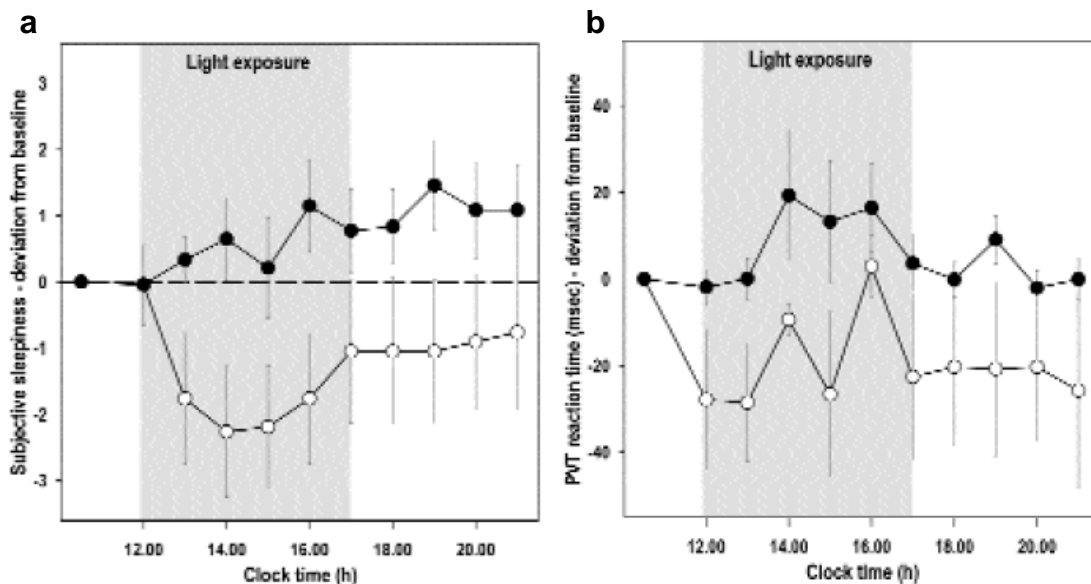 a
Light exposure
Subjective sleepiness - deviation from baseline
3
2
1
0
-1
-2
-3
12.00 14.00 16.00 18.00 20.00
Clock time (h)
b
Light exposure
PVT reaction time (msec) - deviation from baseline
40
20
0
-20
-40
12.00 14.00 16.00 18.00 20.00
Clock time (h)